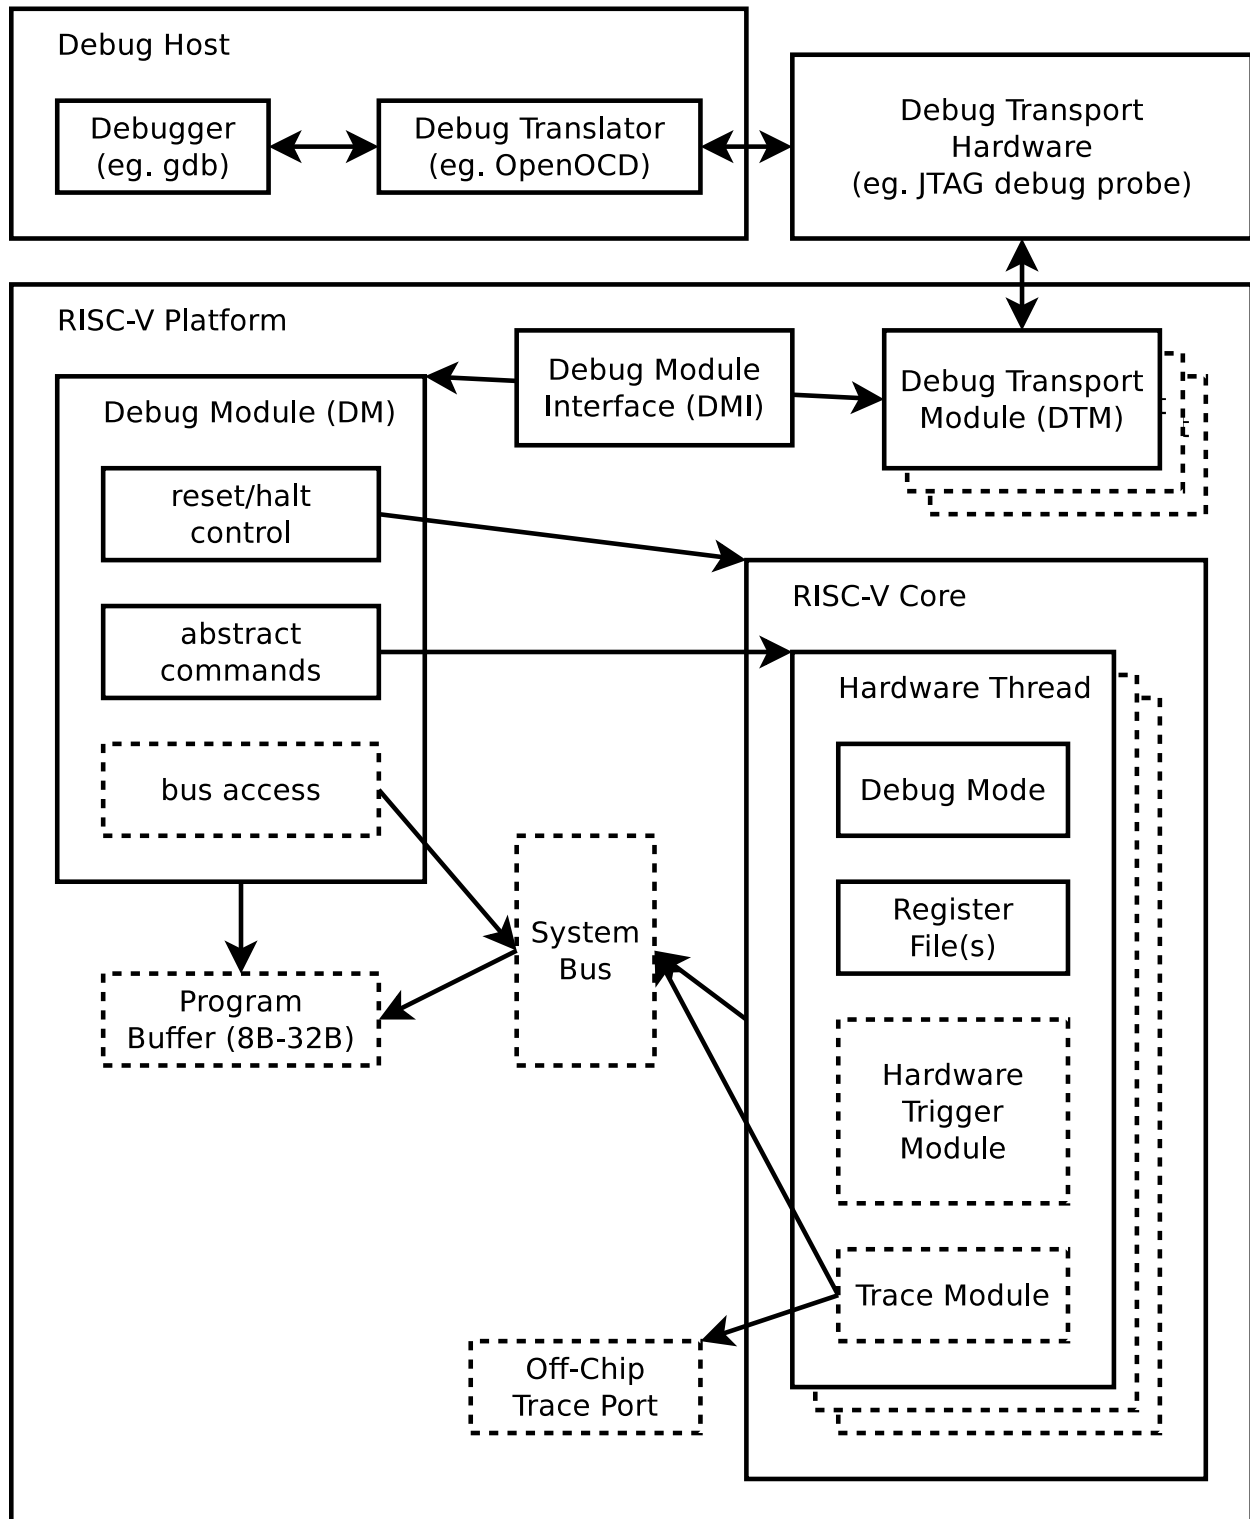 Debug Host
Debugger
(eg. gdb)
Debug Translator
(eg. OpenOCD)
Debug Transport
Hardware
(eg. JTAG debug probe)
RISC-V Platform
Debug Module
Interface (DMI)
Debug Transport
Module (DTM)
Debug Module (DM)
reset/halt
control
abstract
commands
bus access
Program
Buffer (8B-32B)
System
Bus
RISC-V Core
Hardware Thread
Debug Mode
Register
File(s)
Hardware
Trigger
Module
Trace Module
Off-Chip
Trace Port